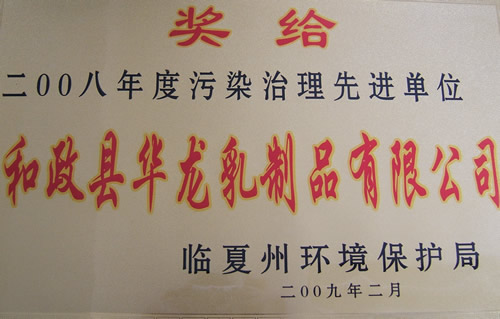 奖给
二00八年度污染治理先进单位
和政县华龙乳制品有限公司
临夏州环境保护局
二00九年二月